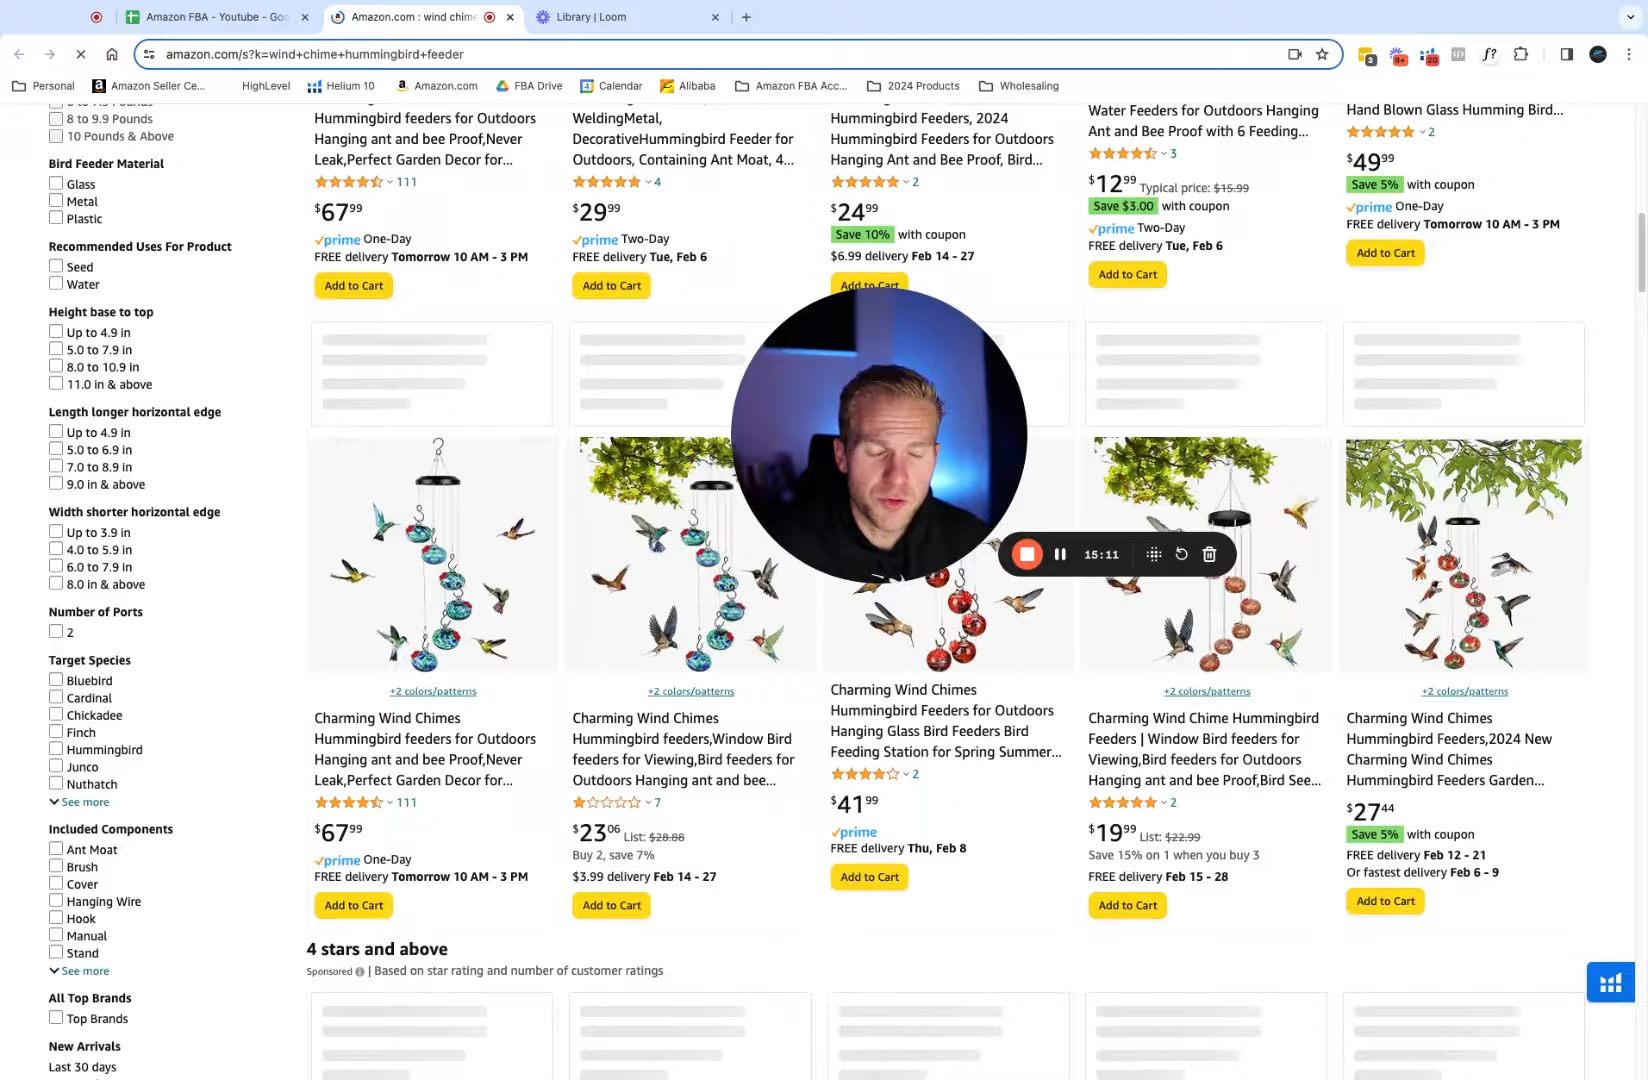 Amazon FBA - Youtube - Goo
Amazon.com : wind chime
Library | Loom
amazon.com/s?k=wind+chime+hummingbird+feeder
3
9+
20
f?
Personal
Amazon Seller Ce...
HighLevel
Helium 10
Amazon.com
FBA Drive
Calendar
Alibaba
Amazon FBA Acc...
2024 Products
Wholesaling
8 to 9.9 Pounds
10 Pounds & Above
Bird Feeder Material
Glass
Metal
Plastic
Recommended Uses For Product
Seed
Water
Height base to top
Up to 4.9 in
5.0 to 7.9 in
8.0 to 10.9 in
11.0 in & above
Length longer horizontal edge
Up to 4.9 in
5.0 to 6.9 in
7.0 to 8.9 in
9.0 in & above
Width shorter horizontal edge
Up to 3.9 in
4.0 to 5.9 in
6.0 to 7.9 in
8.0 in & above
Number of Ports
2
Target Species
Bluebird
Cardinal
Chickadee
Finch
Hummingbird
Junco
Nuthatch
See more
Included Components
Ant Moat
Brush
Cover
Hanging Wire
Hook
Manual
Stand
See more
All Top Brands
Top Brands
New Arrivals
Last 30 days
Hummingbird feeders for Outdoors
Hanging ant and bee Proof,Never
Leak,Perfect Garden Decor for...
111
$67.99
prime One-Day
FREE delivery Tomorrow 10 AM - 3 PM
Add to Cart
WeldingMetal,
DecorativeHummingbird Feeder for
Outdoors, Containing Ant Moat, 4...
4
$29.99
prime Two-Day
FREE delivery Tue, Feb 6
Add to Cart
Hummingbird Feeders, 2024
Hummingbird Feeders for Outdoors
Hanging Ant and Bee Proof, Bird...
2
$24.99
Save 10% with coupon
$6.99 delivery Feb 14 - 27
Add to Cart
Water Feeders for Outdoors Hanging
Ant and Bee Proof with 6 Feeding...
3
$12.99 Typical price: $15.99
Save $3.00 with coupon
prime Two-Day
FREE delivery Tue, Feb 6
Add to Cart
Hand Blown Glass Humming Bird...
2
$49.99
Save 5% with coupon
prime One-Day
FREE delivery Tomorrow 10 AM - 3 PM
Add to Cart
15:11
+2 colors/patterns
Charming Wind Chimes
Hummingbird feeders for Outdoors
Hanging ant and bee Proof,Never
Leak,Perfect Garden Decor for...
111
$67.99
prime One-Day
FREE delivery Tomorrow 10 AM - 3 PM
Add to Cart
+2 colors/patterns
Charming Wind Chimes
Hummingbird feeders,Window Bird
feeders for Viewing,Bird feeders for
Outdoors Hanging ant and bee...
7
$23.06 List: $28.88
Buy 2, save 7%
$3.99 delivery Feb 14 - 27
Add to Cart
Charming Wind Chimes
Hummingbird Feeders for Outdoors
Hanging Glass Bird Feeders Bird
Feeding Station for Spring Summer...
2
$41.99
prime
FREE delivery Thu, Feb 8
Add to Cart
+2 colors/patterns
Charming Wind Chime Hummingbird
Feeders | Window Bird feeders for
Viewing,Bird feeders for Outdoors
Hanging ant and bee Proof,Bird See...
2
$19.99 List: $22.99
Save 15% on 1 when you buy 3
FREE delivery Feb 15 - 28
Add to Cart
+2 colors/patterns
Charming Wind Chimes
Hummingbird Feeders,2024 New
Charming Wind Chimes
Hummingbird Feeders Garden...
$27.44
Save 5% with coupon
FREE delivery Feb 12 - 21
Or fastest delivery Feb 6 - 9
Add to Cart
4 stars and above
Sponsored | Based on star rating and number of customer ratings